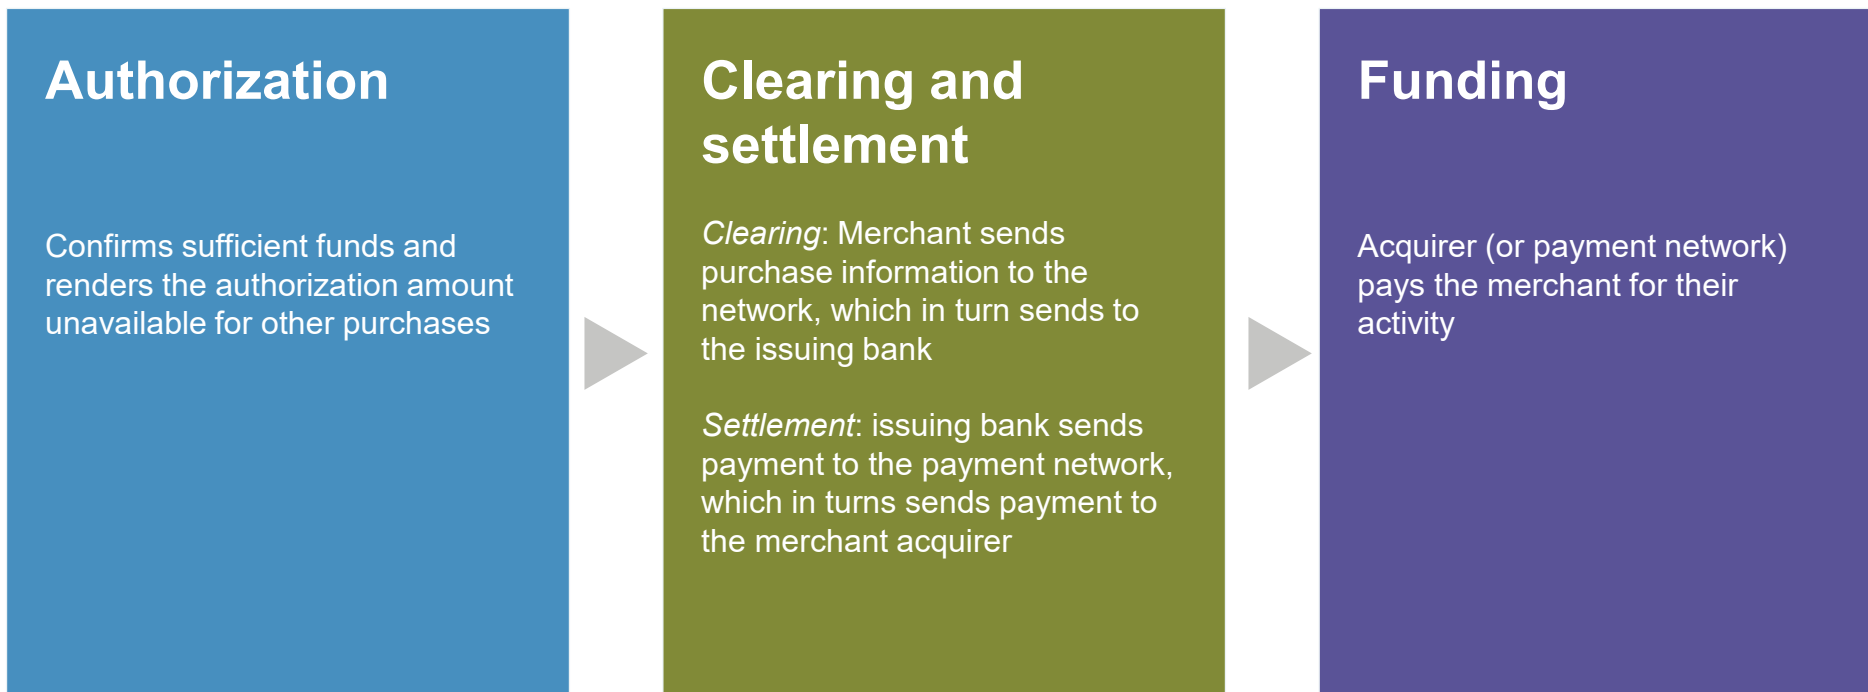 Authorization
Confirms sufficient funds and
renders the authorization amount
unavailable for other purchases
Clearing and
settlement
Clearing: Merchant sends
purchase information to the
network, which in turn sends to
the issuing bank
Settlement: issuing bank sends
payment to the payment network,
which in turns sends payment to
the merchant acquirer
Funding
Acquirer (or payment network)
pays the merchant for their
activity